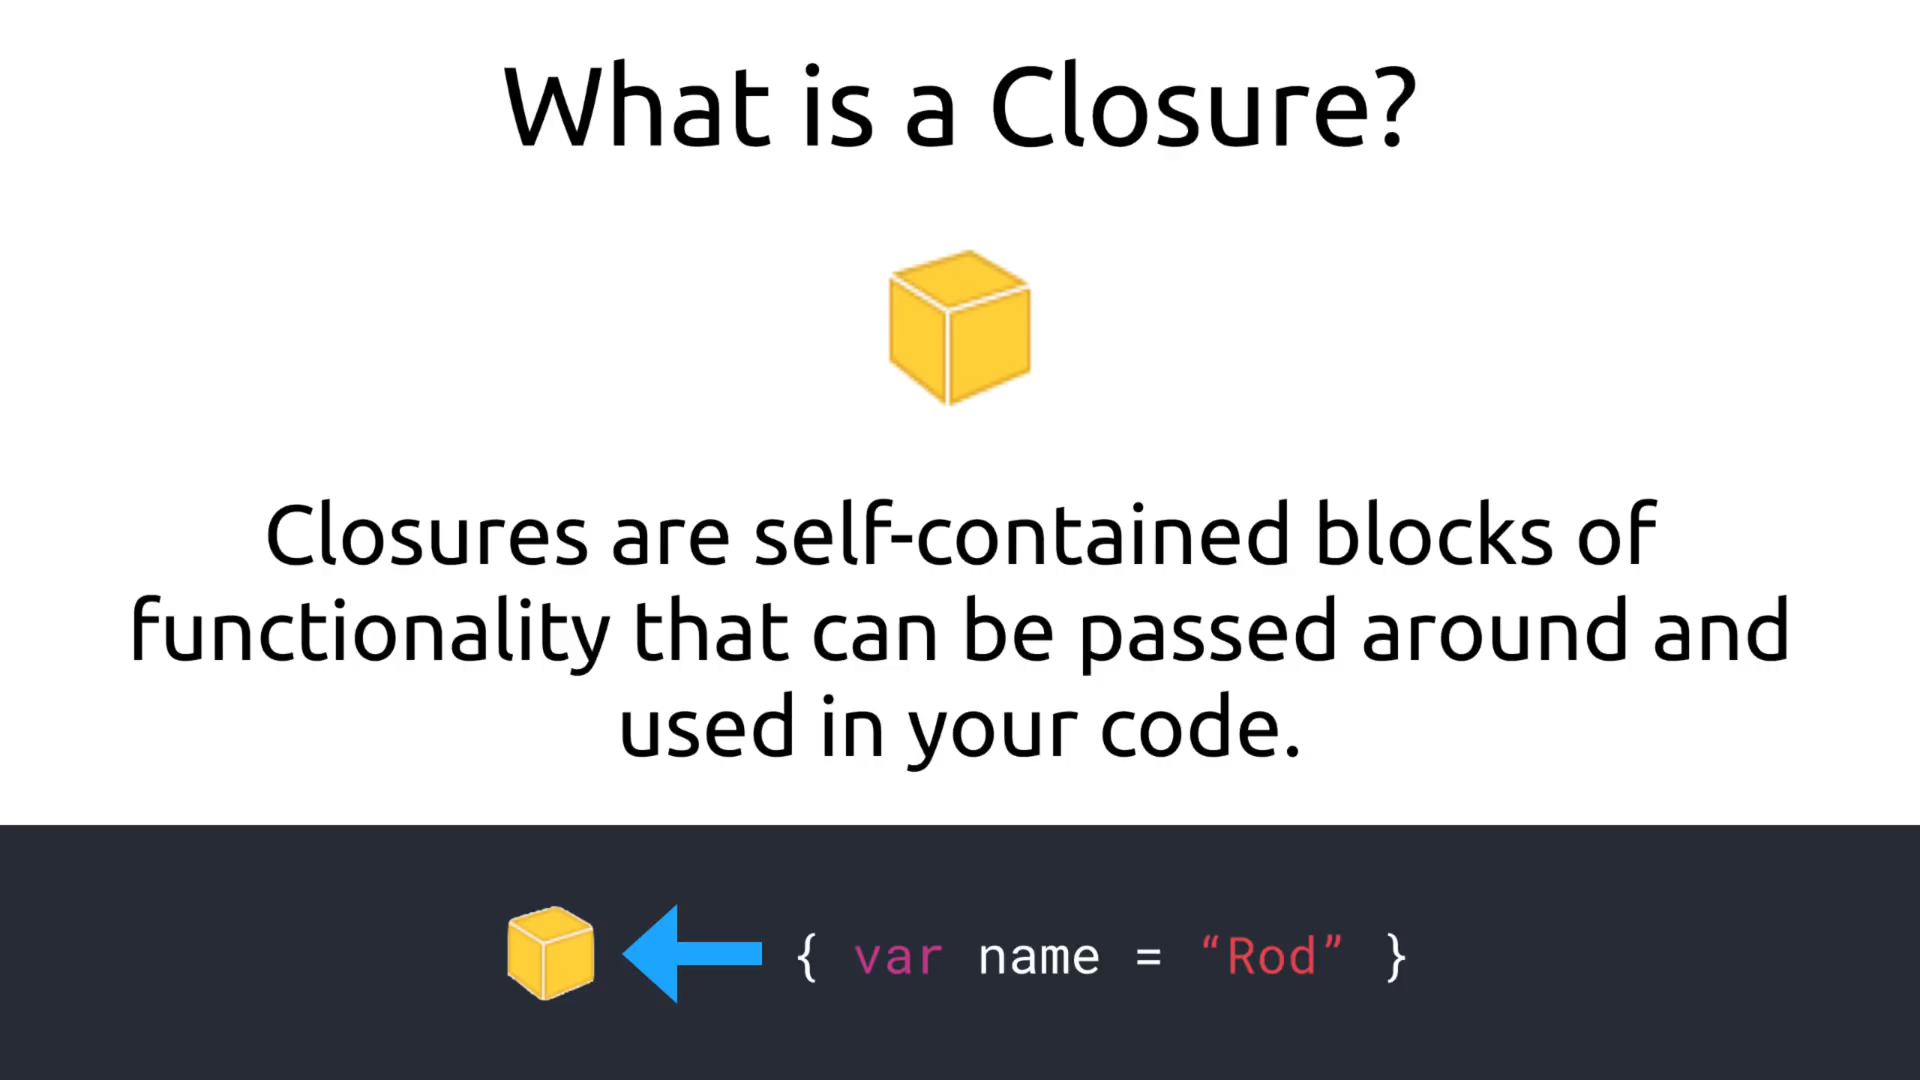 What is a Closure?
Closures are self-contained blocks of
functionality that can be passed around and
used in your code.
{ var name = “Rod” }